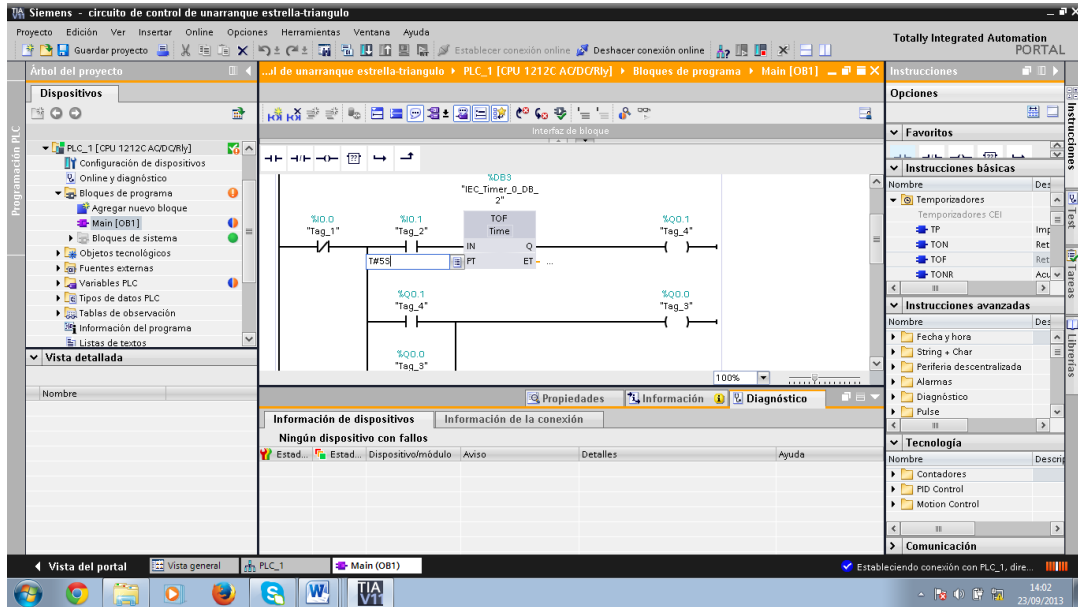 Siemens - circuito de control de unarranque estrella-triangulo
Proyecto Edición Ver Insertar Online Opciones Herramientas Ventana Ayuda
Guardar proyecto Establecer conexión online Deshacer conexión online
Totally Integrated Automation
PORTAL
Árbol del proyecto
...l de unarranque estrella-triangulo PLC_1 [CPU 1212C AC/DC/Rly] Bloques de programa Main [OB1]
Instrucciones
Dispositivos
Opciones
Programación PLC
Interfaz de bloque
PLC_1 [CPU 1212C AC/DC/Rly]
Configuración de dispositivos
Online y diagnóstico
Bloques de programa
Agregar nuevo bloque
Main [OB1]
Bloques de sistema
Objetos tecnológicos
Fuentes externas
Variables PLC
Tipos de datos PLC
Tablas de observación
Información del programa
Listas de textos
Vista detallada
Nombre
%DB3
"IEC_Timer_0_DB_
2"
%I0.0 %I0.1 TOF %Q0.1
"Tag_1" "Tag_2" Time "Tag_4"
IN Q
T#5S PT ET ...
%Q0.1 %Q0.0
"Tag_4" "Tag_3"
%Q0.0
"Tag_3"
100%
Propiedades Información Diagnóstico
Información de dispositivos Información de la conexión
Ningún dispositivo con fallos
Estad... Estad... Dispositivo/módulo Aviso Detalles Ayuda
Favoritos
Instrucciones básicas
Nombre Des
Temporizadores
Temporizadores CEI
TP Imp
TON Ret
TOF Ret
TONR Acu
Instrucciones avanzadas
Nombre Des
Fecha y hora
String + Char
Periferia descentralizada
Alarmas
Diagnóstico
Pulse
Tecnología
Nombre Descrip
Contadores
PID Control
Motion Control
Comunicación
Instrucciones
Test
Tareas
Librerías
Vista del portal Vista general PLC_1 Main (OB1) Estableciendo conexión con PLC_1, dire...
TIA
V11
14:02
23/09/2013